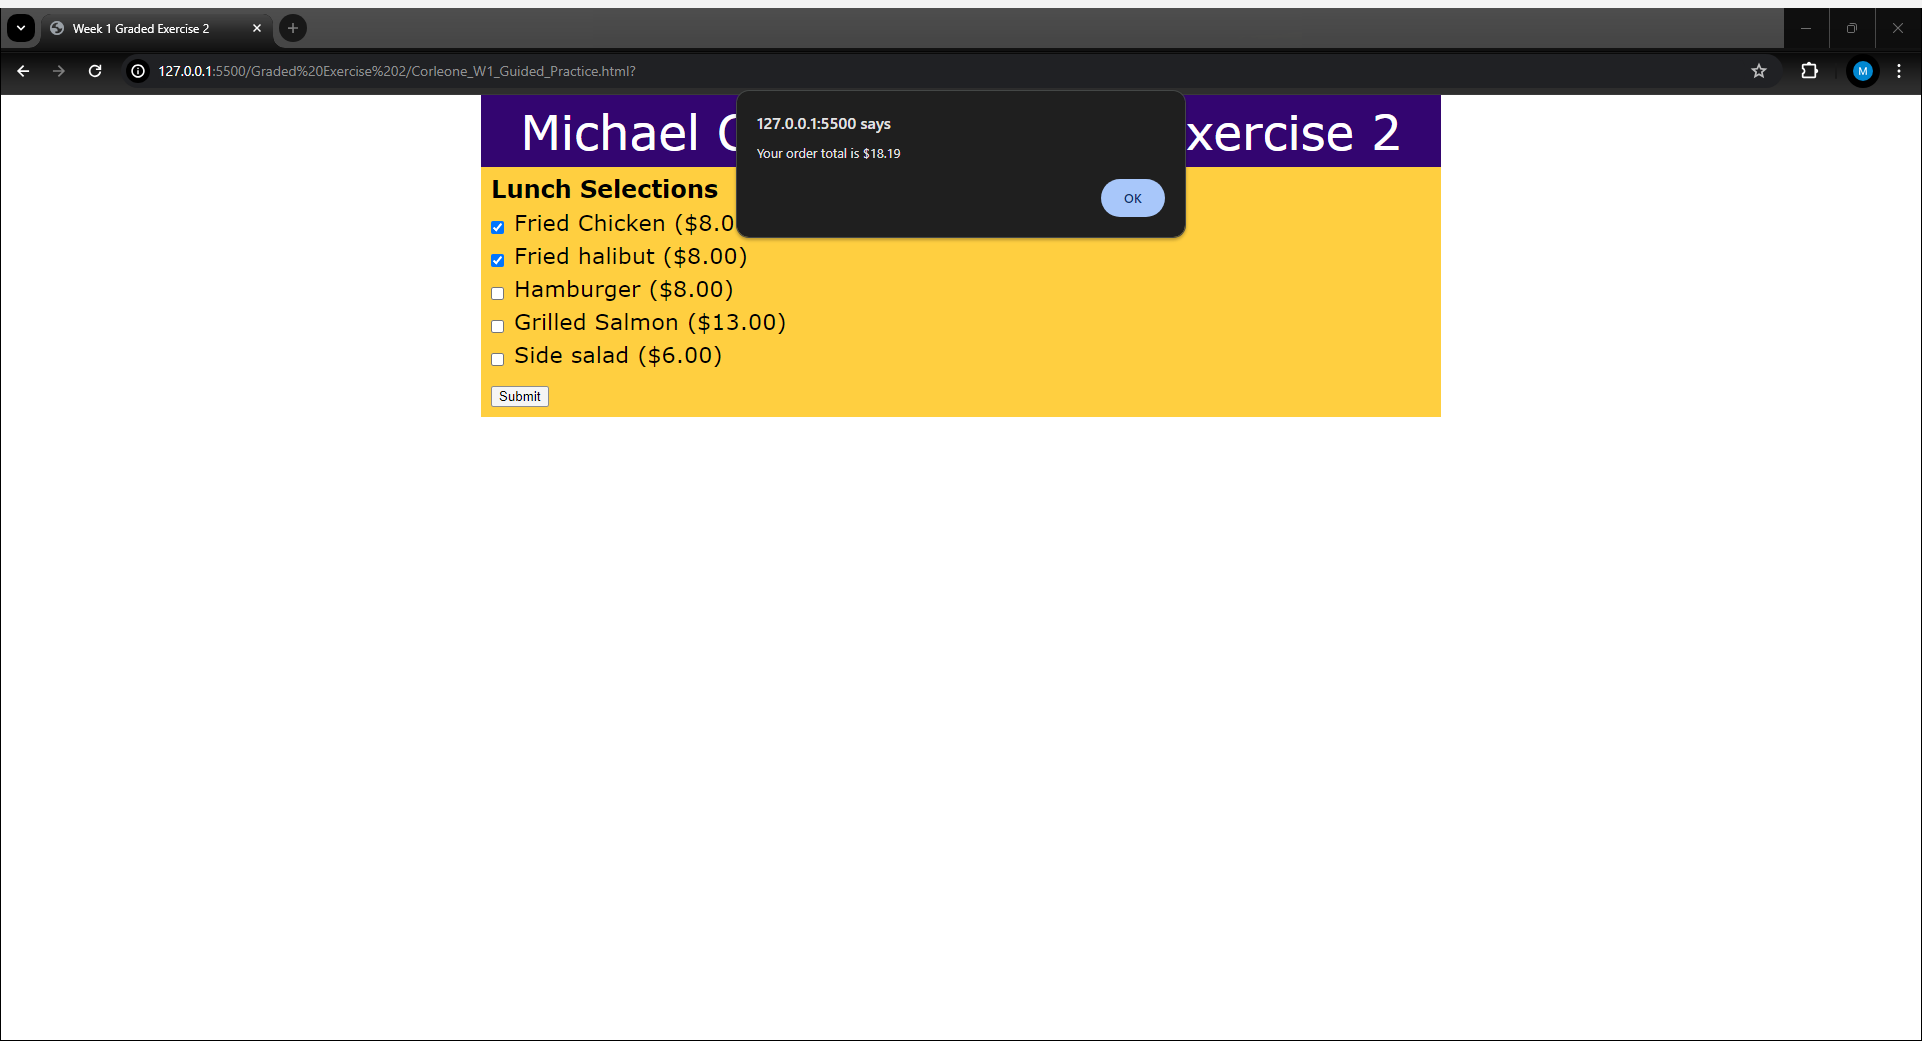 Week 1 Graded Exercise 2
127.0.0.1:5500/Graded%20Exercise%202/Corleone_W1_Guided_Practice.html?
M
127.0.0.1:5500 says
Your order total is $18.19
OK
Michael C xercise 2
Lunch Selections
Fried Chicken ($8.0
Fried halibut ($8.00)
Hamburger ($8.00)
Grilled Salmon ($13.00)
Side salad ($6.00)
Submit